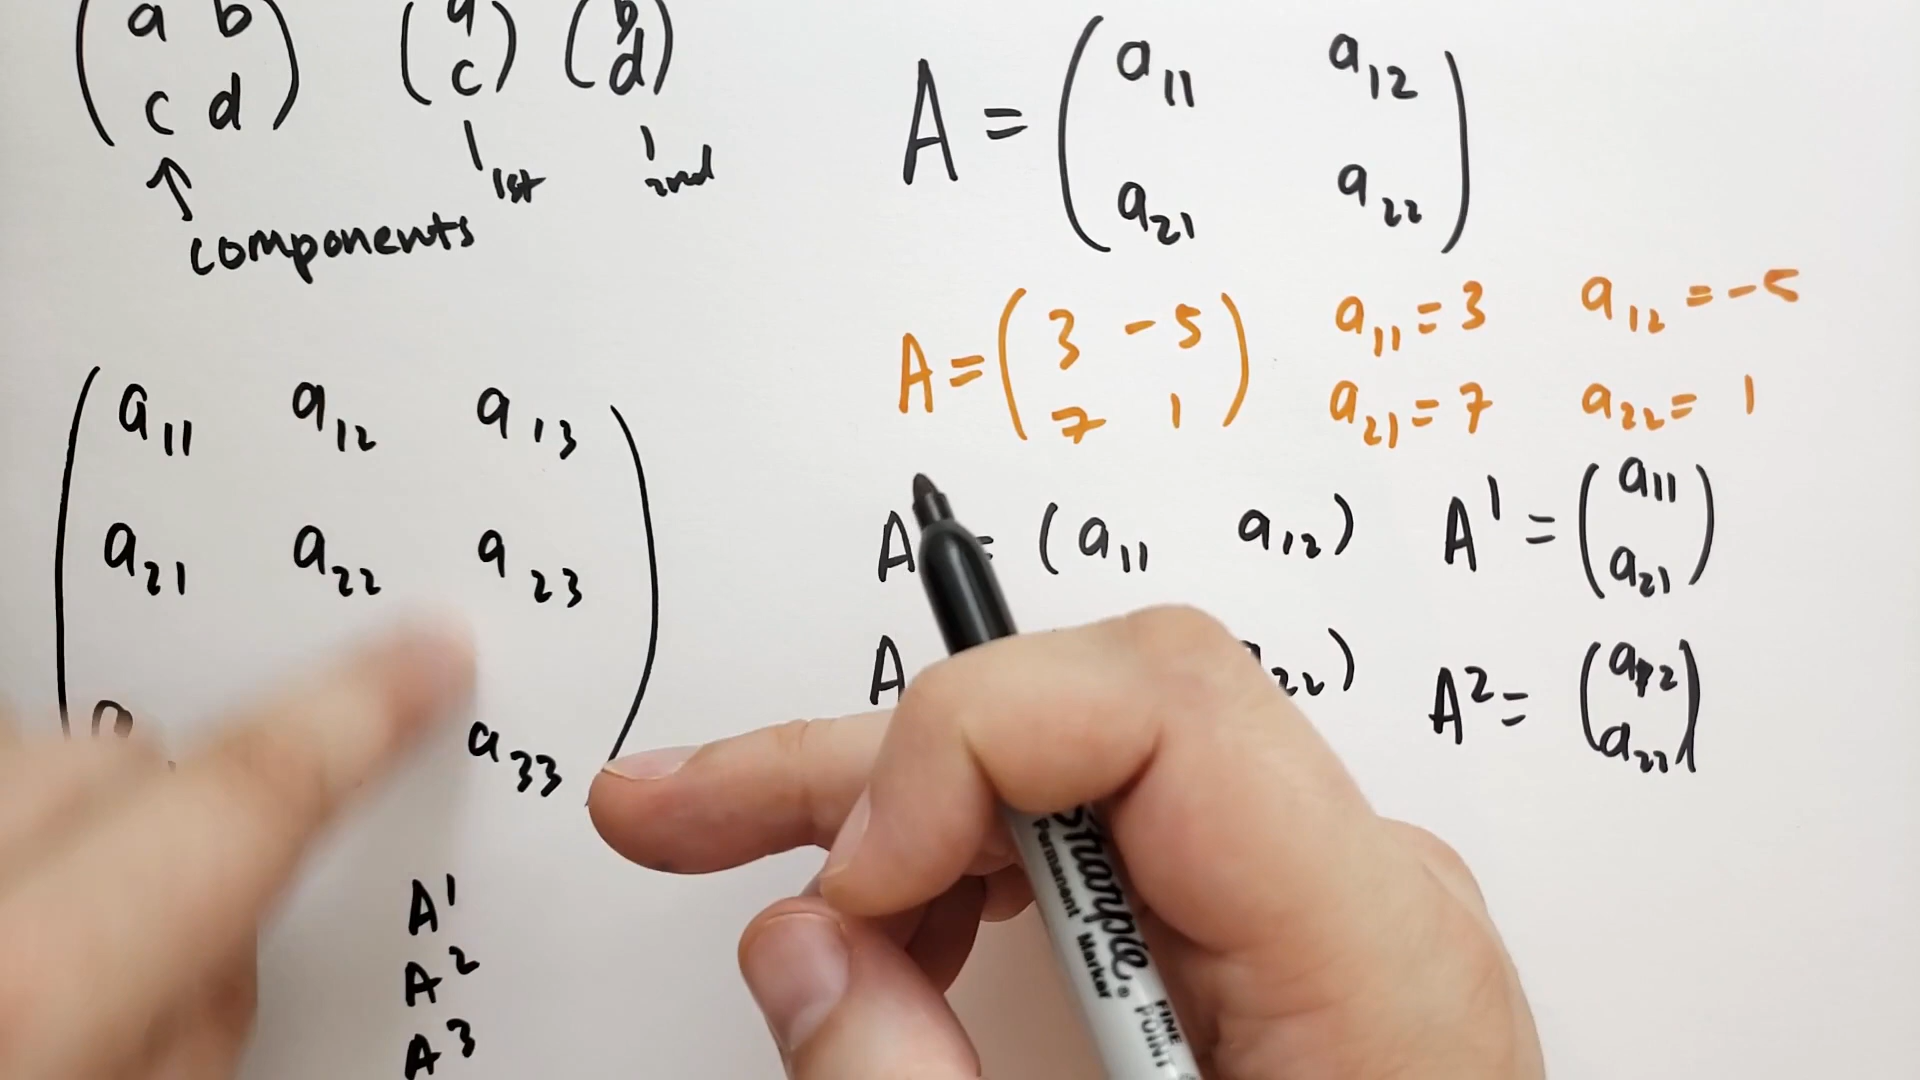 a b
c d
a
c
b
d
1st
2nd
components
a11 a12 a13
a21 a22 a23
a33
A1
A2
A3
A = ( a11 a12
a21 a22 )
A = ( 3 -5
7 1 )
a11 = 3 a12 = -5
a21 = 7 a22 = 1
A = ( a11 a12 )
A1 = ( a11
a21 )
A 22 )
A2 = ( a12
a22 )
Sharpie®
Permanent Marker
FINE
POINT